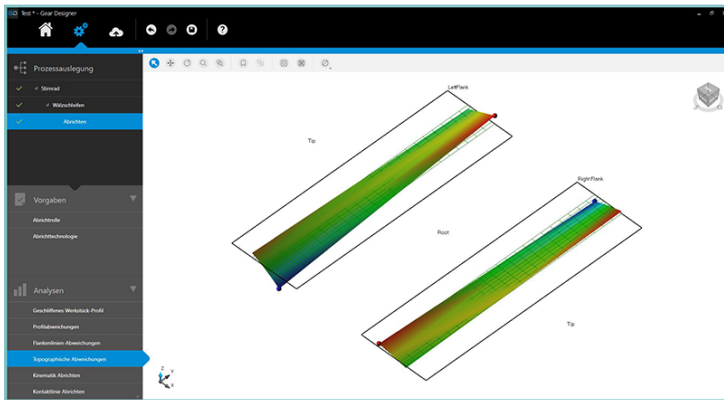 Test * - Gear Designer
Prozessauslegung
Stirnrad
Wälzschleifen
Abrichten
Vorgaben
Abrichtrolle
Abrichttechnologie
Analysen
Geschliffenes Werkstück-Profil
Profilabweichungen
Flankenlinien-Abweichungen
Topographische Abweichungen
Kinematik Abrichten
Kontaktlinie Abrichten
LeftFlank
Tip
RightFlank
Root
Tip
Z
Y
X